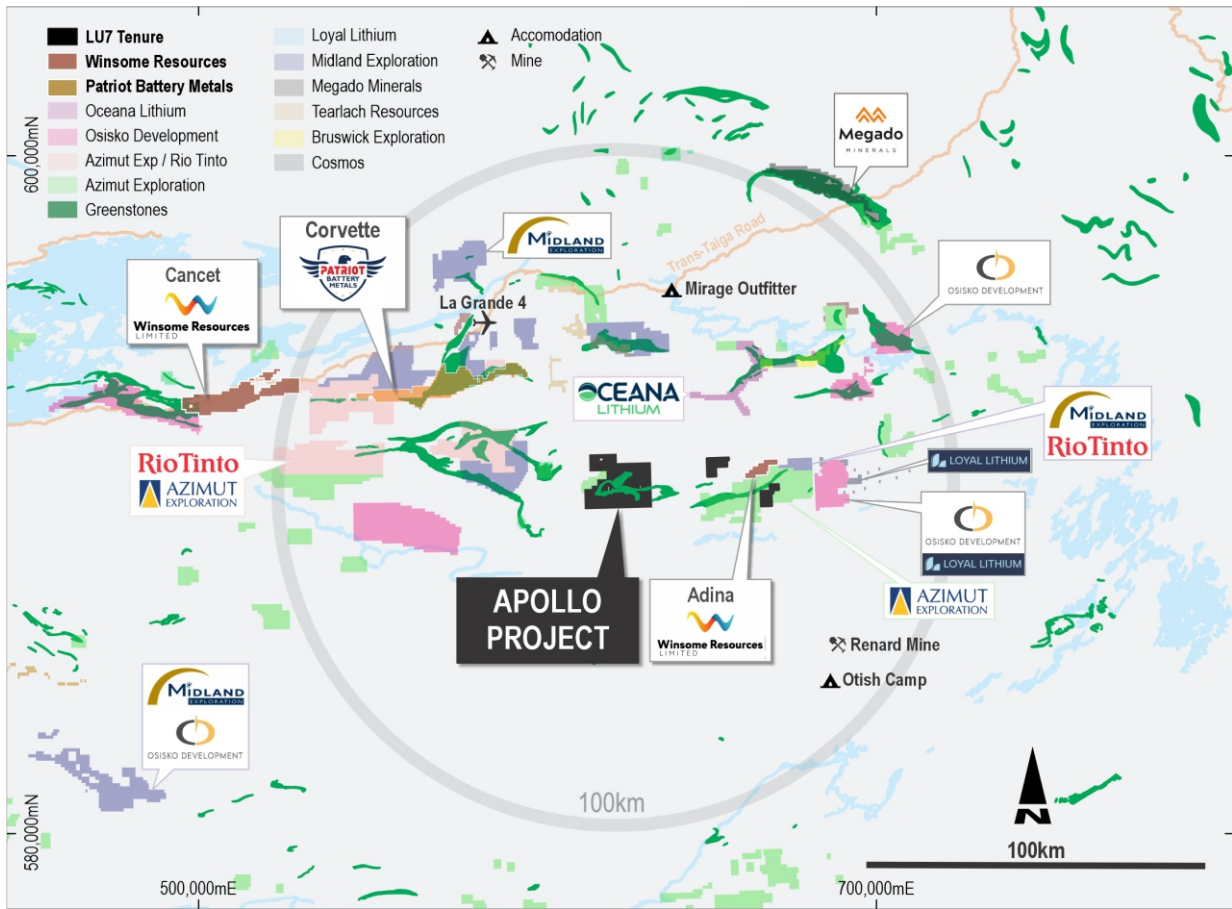 LU7 Tenure
Winsome Resources
Patriot Battery Metals
Oceana Lithium
Osisko Development
Azimut Exp / Rio Tinto
Azimut Exploration
Greenstones
Loyal Lithium
Midland Exploration
Megado Minerals
Tearlach Resources
Bruswick Exploration
Cosmos
Accomodation
Mine
600,000mN
Megado
MINERALS
Trans-Taiga Road
Corvette
PATRIOT
BATTERY
METALS
MIDLAND
EXPLORATION
Cancet
Winsome Resources
LIMITED
La Grande 4
Mirage Outfitter
OSISKO DEVELOPMENT
OCEANA
LITHIUM
MIDLAND
EXPLORATION
RioTinto
RioTinto
AZIMUT
EXPLORATION
LOYAL LITHIUM
OSISKO DEVELOPMENT
LOYAL LITHIUM
APOLLO
PROJECT
Adina
Winsome Resources
LIMITED
AZIMUT
EXPLORATION
Renard Mine
Otish Camp
MIDLAND
EXPLORATION
OSISKO DEVELOPMENT
100km
N
100km
580,000mN
500,000mE
700,000mE